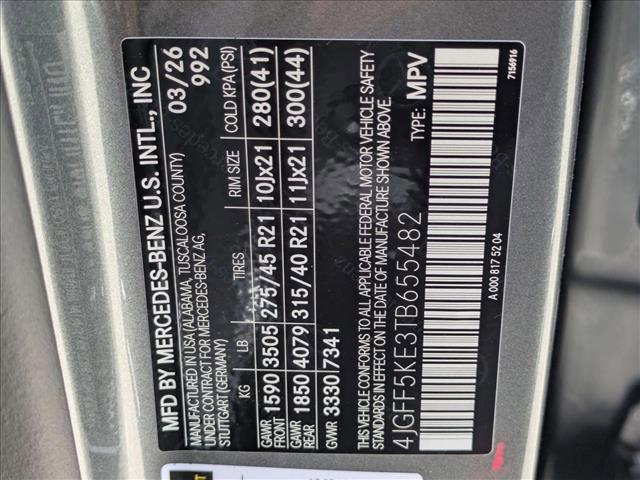 MFD BY MERCEDES-BENZ U.S. INTL., INC
MANUFACTURED IN USA (ALABAMA, TUSCALOOSA COUNTY) 03/26
UNDER CONTRACT FOR MERCEDES-BENZ AG, 992
STUTTGART (GERMANY)
KG LB TIRES RIM SIZE COLD KPA (PSI)
GAWR FRONT 1590 3505 275/45 R21 10Jx21 280(41)
GAWR REAR 1850 4079 315/40 R21 11Jx21 300(44)
GVWR 3330 7341
THIS VEHICLE CONFORMS TO ALL APPLICABLE FEDERAL MOTOR VEHICLE SAFETY
STANDARDS IN EFFECT ON THE DATE OF MANUFACTURE SHOWN ABOVE.
4JGFF5KE3TB655482 TYPE: MPV
A 000 817 52 04
7156916